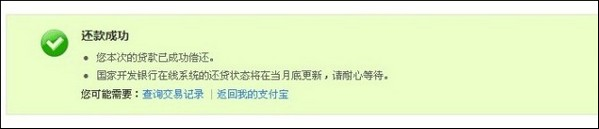 还款成功
您本次的贷款已成功偿还。
国家开发银行在线系统的还贷状态将在当月底更新，请耐心等待。
您可能需要：查询交易记录 | 返回我的支付宝